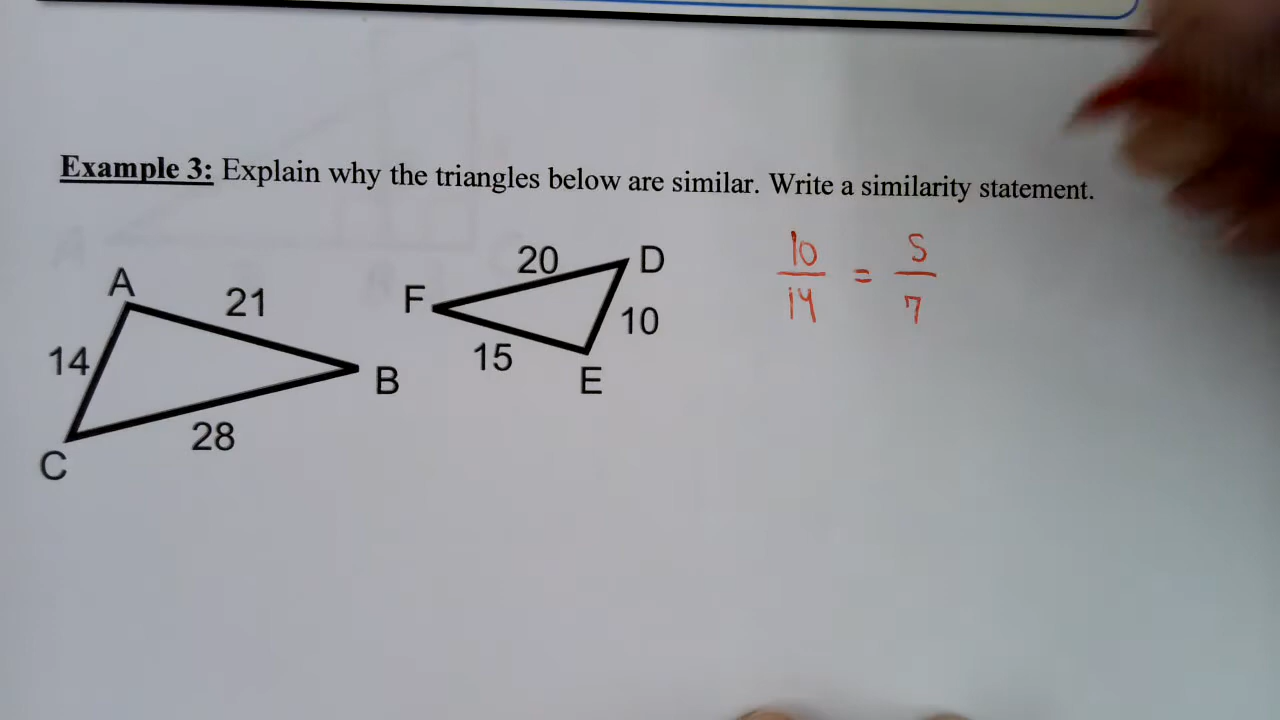 Example 3: Explain why the triangles below are similar. Write a similarity statement.
A
21
14
B
28
C
20
D
F
10
15
E
10/14 = 5/7